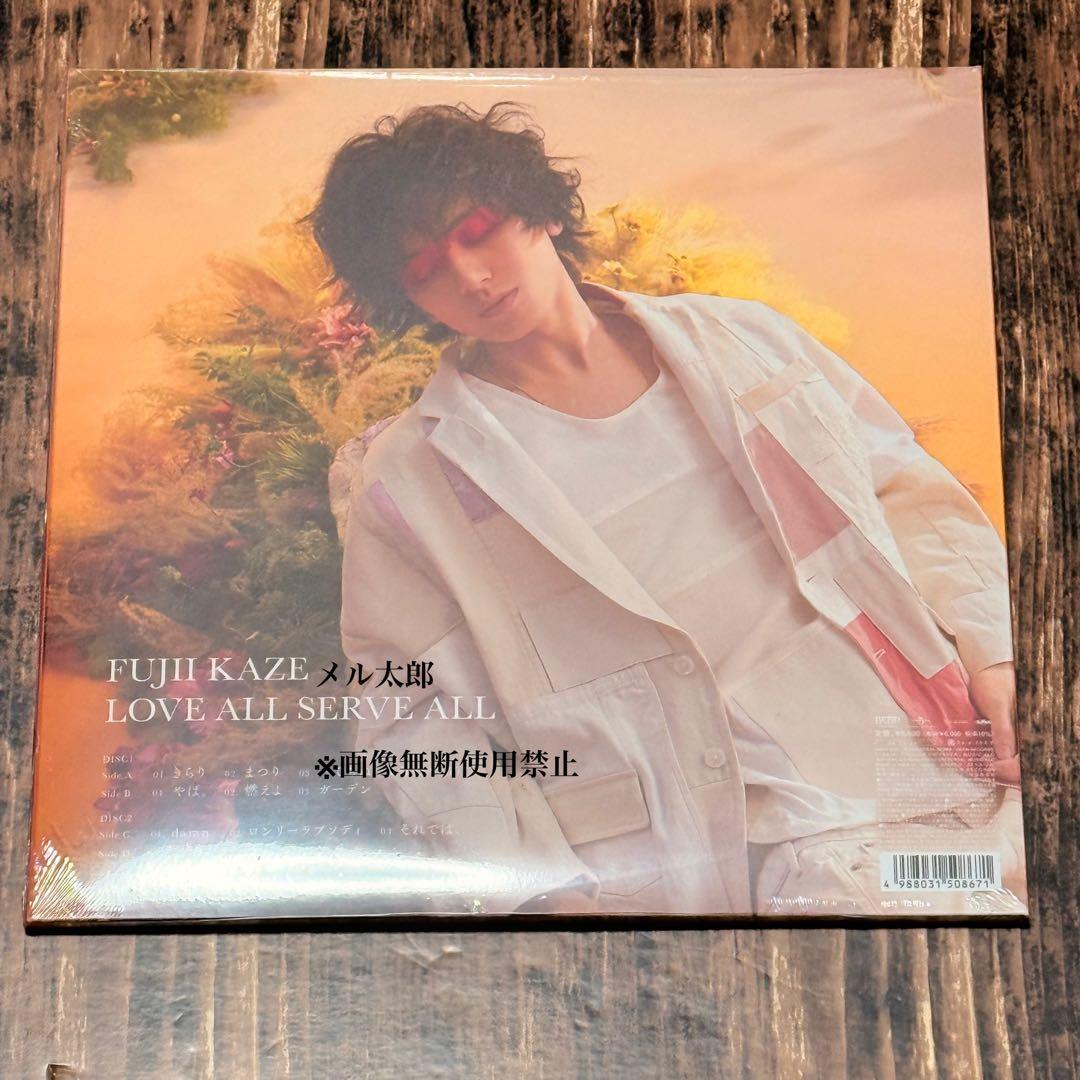 FUJII KAZE メル太郎
LOVE ALL SERVE ALL
DISC1
Side A 01 きらり 02 まつり 03
※画像無断使用禁止
Side B 01 やば。 02 燃えよ 03 ガーデン
DISC2
Side C 01 damn 02 ロンリーラプソディ 03 それでは、
Side D
4 988031 508671